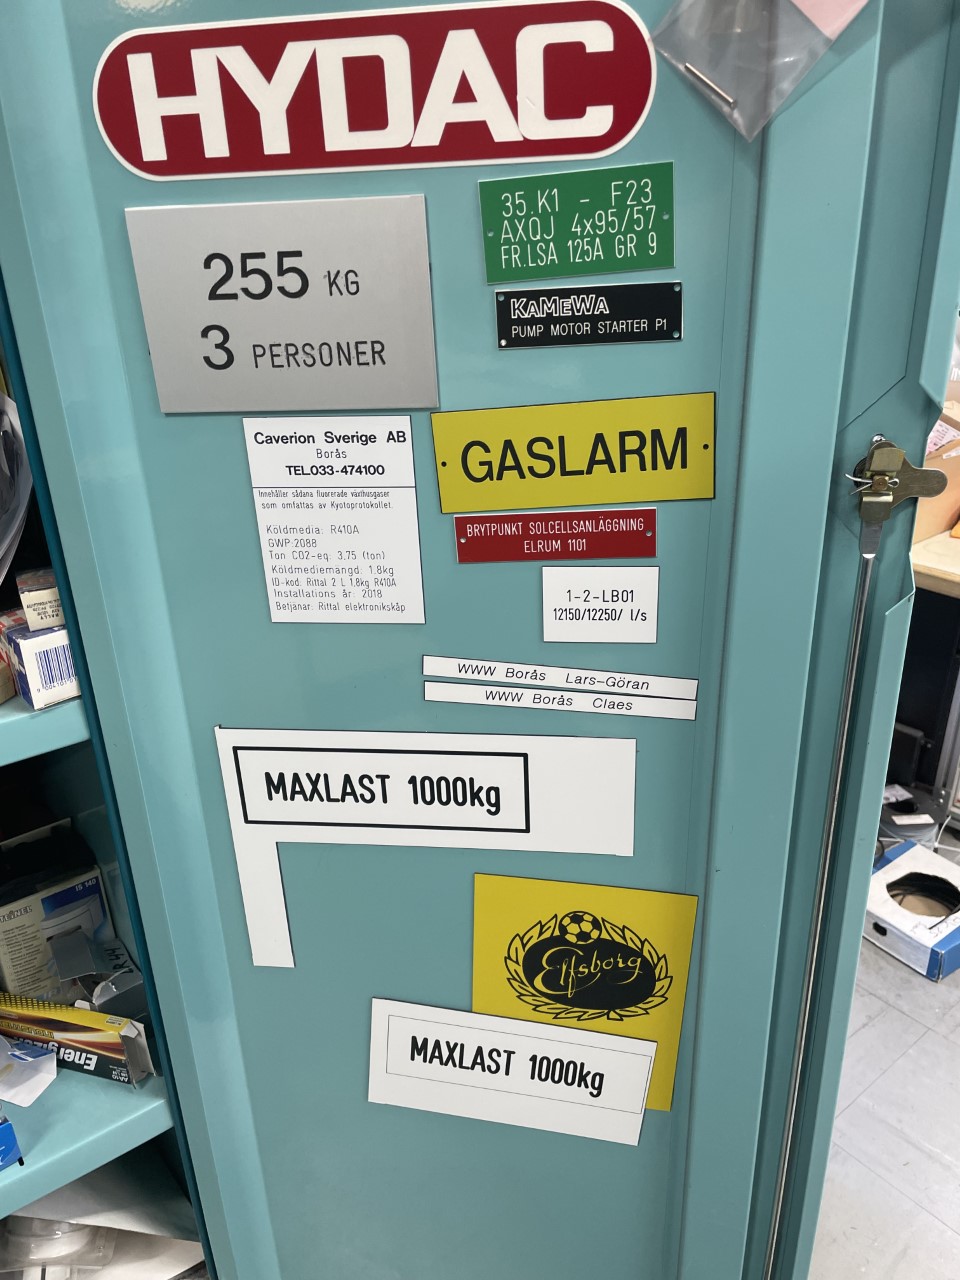 HYDAC
255 KG
3 PERSONER
35.K1 - F23
AXQJ 4x95/57
FR.LSA 125A GR 9
KAMEWA
PUMP MOTOR STARTER P1
Caverion Sverige AB
Borås
TEL.033-474100
Innehåller sådana fluorerade växthusgaser
som omfattas av Kyotoprotokollet.
Köldmedia: R410A
GWP:2088
Ton CO2-eq: 3,75 (ton)
Köldmediemängd: 1,8kg
ID-kod: Rittal 2 L 1,8kg R410A
Installations år: 2018
Betjänar: Rittal elektronikskåp
GASLARM
BRYTPUNKT SOLCELLSANLÄGGNING
ELRUM 1101
1-2-LB01
12150/12250/ l/s
WWW Borås Lars-Göran
WWW Borås Claes
MAXLAST 1000kg
Elfsborg
MAXLAST 1000kg
IS 140
LR44